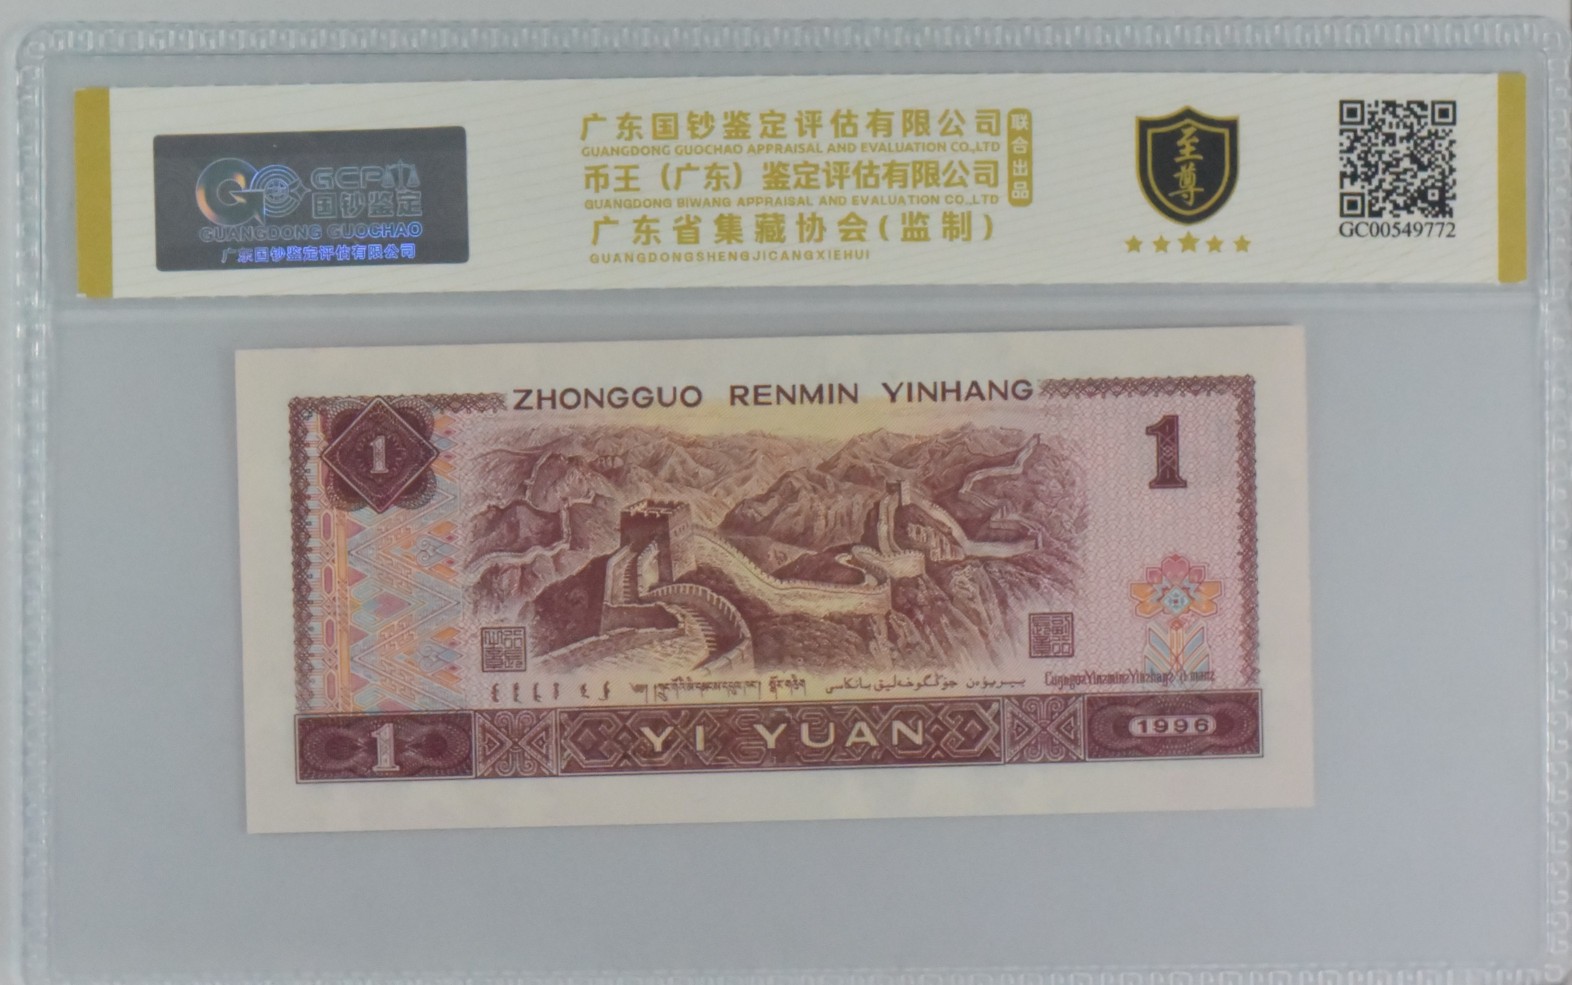 GCP
国钞鉴定
GUANGDONG GUOCHAO
广东国钞鉴定评估有限公司
广东国钞鉴定评估有限公司
GUANGDONG GUOCHAO APPRAISAL AND EVALUATION CO.,LTD
币王（广东）鉴定评估有限公司
GUANGDONG BIWANG APPRAISAL AND EVALUATION CO.,LTD
广东省集藏协会(监制)
GUANGDONGSHENGJICANGXIEHUI
联合出品
至尊
GC00549772
ZHONGGUO RENMIN YINHANG
1
1
1
YI YUAN
1996